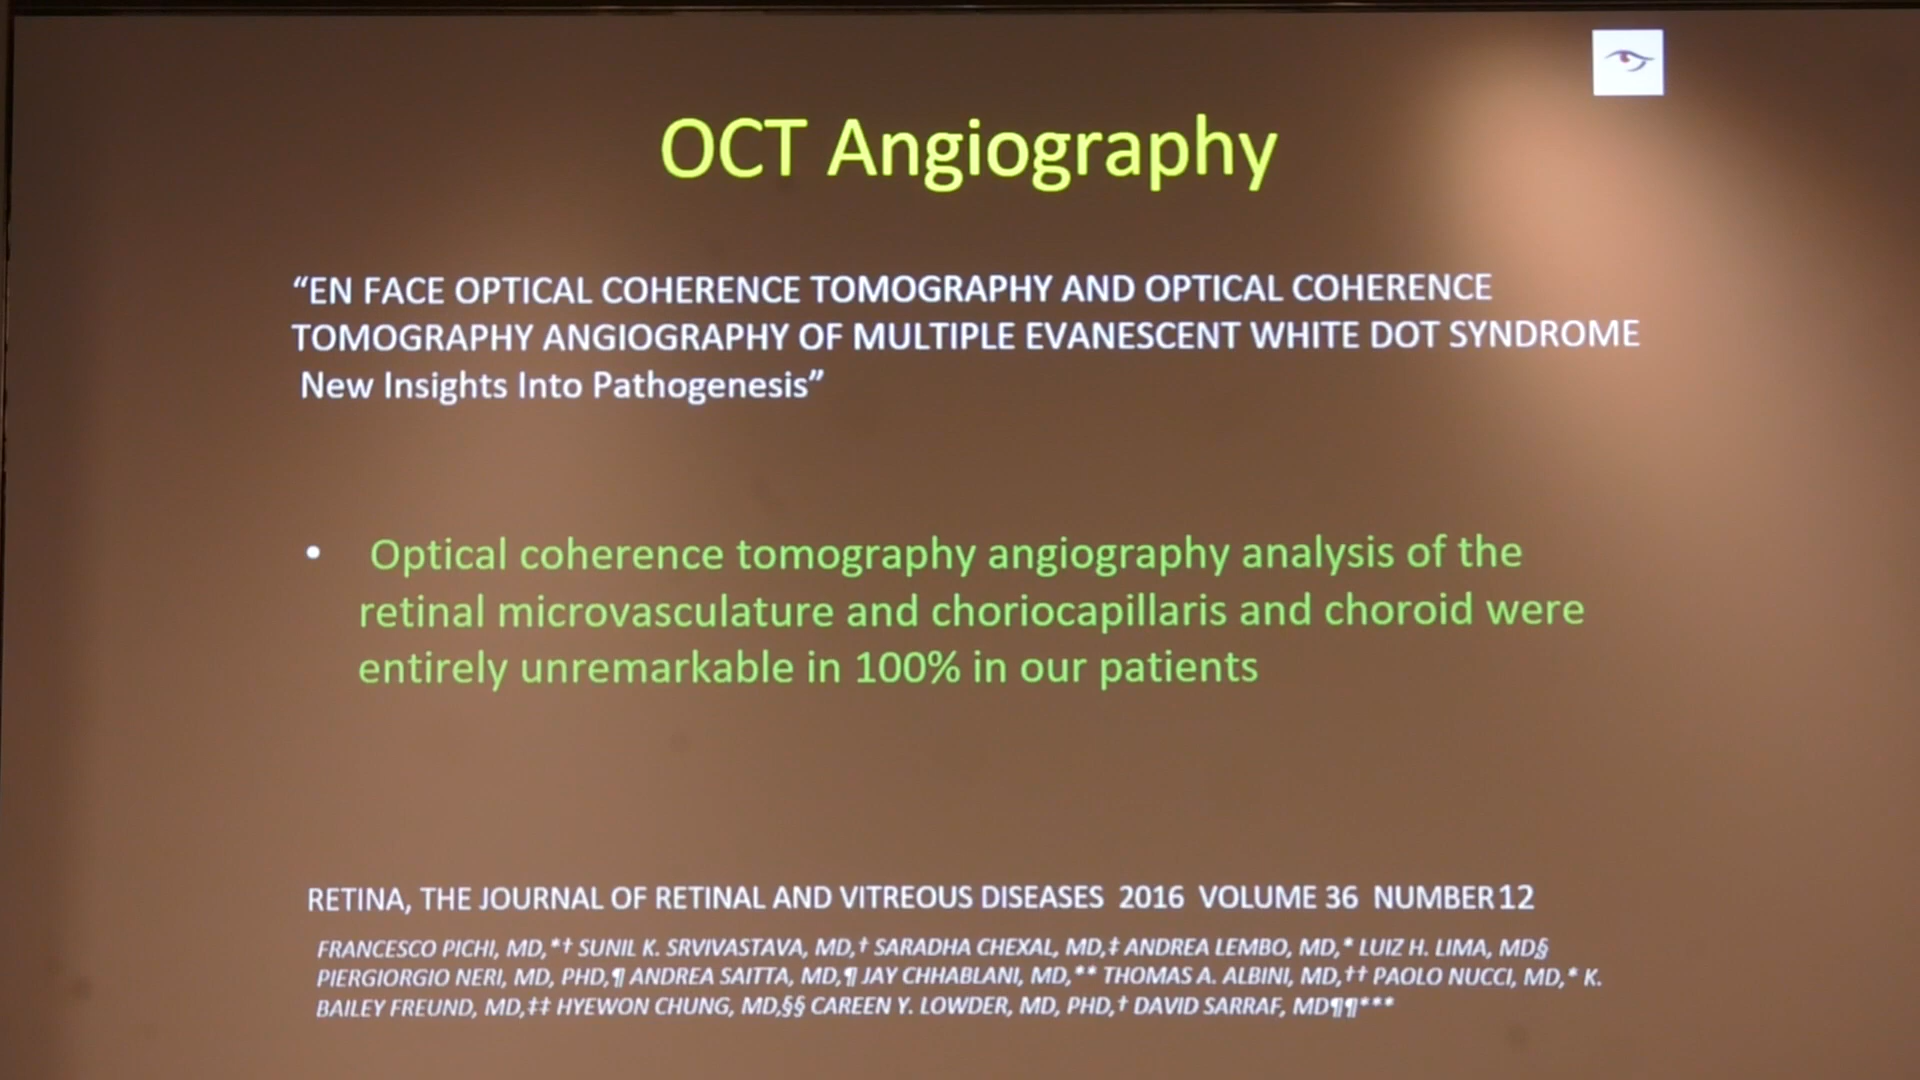 OCT Angiography
“EN FACE OPTICAL COHERENCE TOMOGRAPHY AND OPTICAL COHERENCE
TOMOGRAPHY ANGIOGRAPHY OF MULTIPLE EVANESCENT WHITE DOT SYNDROME
New Insights Into Pathogenesis”
• Optical coherence tomography angiography analysis of the
retinal microvasculature and choriocapillaris and choroid were
entirely unremarkable in 100% in our patients
RETINA, THE JOURNAL OF RETINAL AND VITREOUS DISEASES 2016 VOLUME 36 NUMBER 12
FRANCESCO PICHI, MD,*† SUNIL K. SRVIVASTAVA, MD,† SARADHA CHEXAL, MD,‡ ANDREA LEMBO, MD,* LUIZ H. LIMA, MD§
PIERGIORGIO NERI, MD, PHD,¶ ANDREA SAITTA, MD,¶ JAY CHHABLANI, MD,** THOMAS A. ALBINI, MD,†† PAOLO NUCCI, MD,* K.
BAILEY FREUND, MD,‡‡ HYEWON CHUNG, MD,§§ CAREEN Y. LOWDER, MD, PHD,† DAVID SARRAF, MD¶¶***